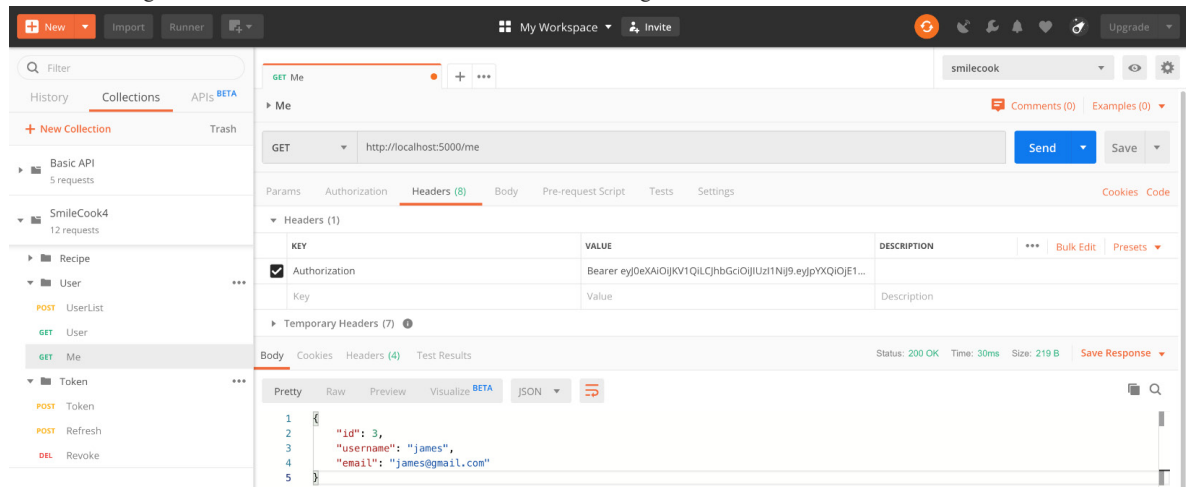 New Import Runner My Workspace Invite Upgrade
Filter
History Collections APIs BETA
+ New Collection Trash
Basic API
5 requests
SmileCook4
12 requests
Recipe
User
POST UserList
GET User
GET Me
Token
POST Token
POST Refresh
DEL Revoke
GET Me + ••• smilecook
Me Comments (0) Examples (0)
GET http://localhost:5000/me Send Save
Params Authorization Headers (8) Body Pre-request Script Tests Settings Cookies Code
Headers (1)
KEY VALUE DESCRIPTION ••• Bulk Edit Presets
Authorization Bearer eyJ0eXAiOiJKV1QiLCJhbGciOiJIUzI1NiJ9.eyJpYXQiOjE1...
Key Value Description
Temporary Headers (7)
Body Cookies Headers (4) Test Results Status: 200 OK Time: 30ms Size: 219 B Save Response
Pretty Raw Preview Visualize BETA JSON
1 {
2 "id": 3,
3 "username": "james",
4 "email": "james@gmail.com"
5 }